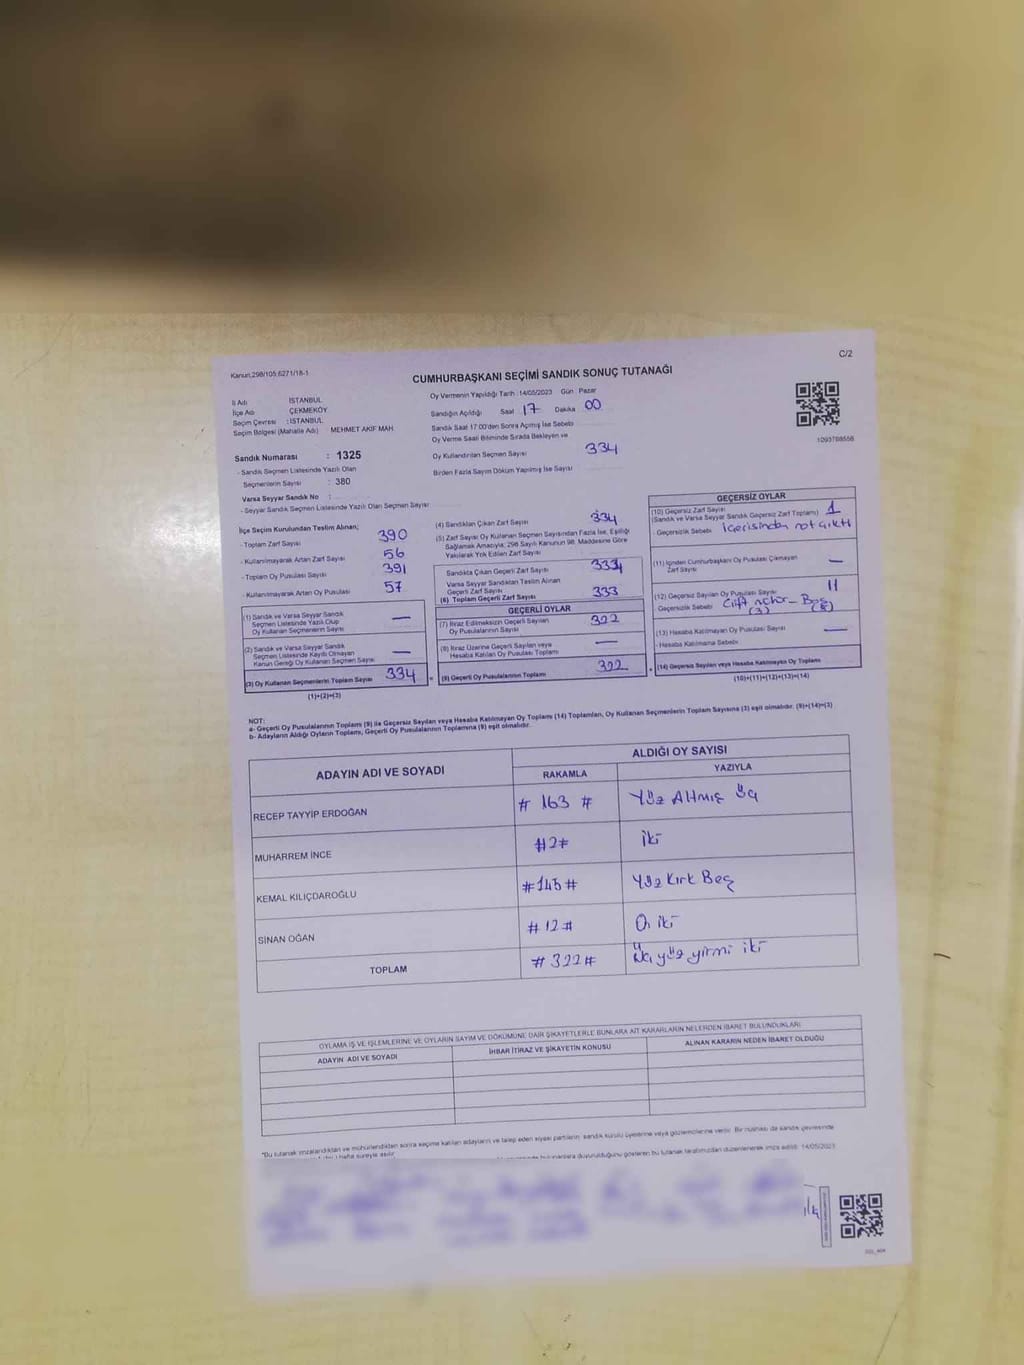 Kanun.298/105;6271/18-1
C/2
CUMHURBAŞKANI SEÇİMİ SANDIK SONUÇ TUTANAĞI
İl Adı İSTANBUL
İlçe Adı ÇEKMEKÖY
Seçim Çevresi : İSTANBUL
Seçim Bölgesi (Mahalle Adı) MEHMET AKİF MAH.
Oy Vermenin Yapıldığı Tarih :14/05/2023 Gün : Pazar
Sandığın Açıldığı Saat 17 Dakika 00
Sandık Saat 17:00'den Sonra Açılmış İse Sebebi
Oy Verme Saati Bitiminde Sırada Bekleyen ve
Oy Kullandırılan Seçmen Sayısı 334
Birden Fazla Sayım Döküm Yapılmış İse Sayısı
1093788558
Sandık Numarası : 1325
- Sandık Seçmen Listesinde Yazılı Olan
Seçmenlerin Sayısı : 380
Varsa Seyyar Sandık No :
- Seyyar Sandık Seçmen Listesinde Yazılı Olan Seçmen Sayısı
İlçe Seçim Kurulundan Teslim Alınan;
- Toplam Zarf Sayısı 390
- Kullanılmayarak Artan Zarf Sayısı 56
- Toplam Oy Pusulası Sayısı 391
- Kullanılmayarak Arten Oy Pusulası 57
(1) Sandık ve Varsa Seyyar Sandık
Seçmen Listesinde Yazılı Olup
Oy Kullanan Seçmenlerin Sayısı —
(2) Sandık ve Varsa Seyyar Sandık
Seçmen Listesinde Kayıtlı Olmayan
Kanun Gereği Oy Kullanan Seçmen Sayısı —
(3) Oy Kullanan Seçmenlerin Toplam Sayısı 334 =
(1)+(2)=(3)
(4) Sandıktan Çıkan Zarf Sayısı 334
(5) Zarf Sayısı Oy Kullanan Seçmen Sayısından Fazla İse, Eşitliği
Sağlamak Amacıyla; 298 Sayılı Kanunun 98. Maddesine Göre
Yakılarak Yok Edilen Zarf Sayısı
Sandıkta Çıkan Geçerli Zarf Sayısı 333
Varsa Seyyar Sandıktan Teslim Alınan
Geçerli Zarf Sayısı
(6) Toplam Geçerli Zarf Sayısı 333
GEÇERLİ OYLAR
(7) İtiraz Edilmeksizin Geçerli Sayılan
Oy Pusulalarının Sayısı 322
(8) İtiraz Üzerine Geçerli Sayılan veya
Hesaba Katılan Oy Pusulası Toplamı —
(9) Geçerli Oy Pusulalarının Toplamı 322 +
GEÇERSİZ OYLAR
(10) Geçersiz Zarf Sayısı
(Sandık ve Varsa Seyyar Sandık Geçersiz Zarf Toplamı) 1
- Geçersizlik Sebebi içerisinden not çıktı
(11) İçinden Cumhurbaşkanı Oy Pusulası Çıkmayan
Zarf Sayısı —
(12) Geçersiz Sayılan Oy Pusulası Sayısı 11
Geçersizlik Sebebi Çift mühür - Boş
(3) (8)
(13) Hesaba Katılmayan Oy Pusulası Sayısı —
- Hesaba Katılmama Sebebi
(14) Geçersiz Sayılan veya Hesaba Katılmayan Oy Toplamı
(10)+(11)+(12)+(13)=(14)
NOT:
a- Geçerli Oy Pusulalarının Toplamı (9) ile Geçersiz Sayılan veya Hesaba Katılmayan Oy Toplamı (14) Toplamları, Oy Kullanan Seçmenlerin Toplam Sayısına (3) eşit olmalıdır. (9)+(14)=(3)
b- Adayların Aldığı Oyların Toplamı, Geçerli Oy Pusulalarının Toplamına (9) eşit olmalıdır.
ADAYIN ADI VE SOYADI
ALDIĞI OY SAYISI
RAKAMLA YAZIYLA
RECEP TAYYİP ERDOĞAN # 163 # Yüz Altmış Üç
MUHARREM İNCE #2# iki
KEMAL KILIÇDAROĞLU #145# Yüz Kırk Beş
SİNAN OĞAN #12# On iki
TOPLAM #322# Üç yüz yirmi iki
OYLAMA İŞ VE İŞLEMLERİNE VE OYLARIN SAYIM VE DÖKÜMÜNE DAİR ŞİKAYETLERLE BUNLARA AİT KARARLARIN NELERDEN İBARET BULUNDUKLARI
ADAYIN ADI VE SOYADI İHBAR İTİRAZ VE ŞİKAYETİN KONUSU ALINAN KARARIN NEDEN İBARET OLDUĞU
*Bu tutanak imzalandıktan ve mühürlendikten sonra seçime katılan adayların ve talep eden siyasi partilerin, sandık kurulu üyelerine veya gözlemcilerine verilir. Bir nüshası da sandık çevresinde
hafta süreyle asılır.
duyurulduğunu gösteren bu tutanak tarafımızdan düzenlenerek imza edildi. 14/05/2023